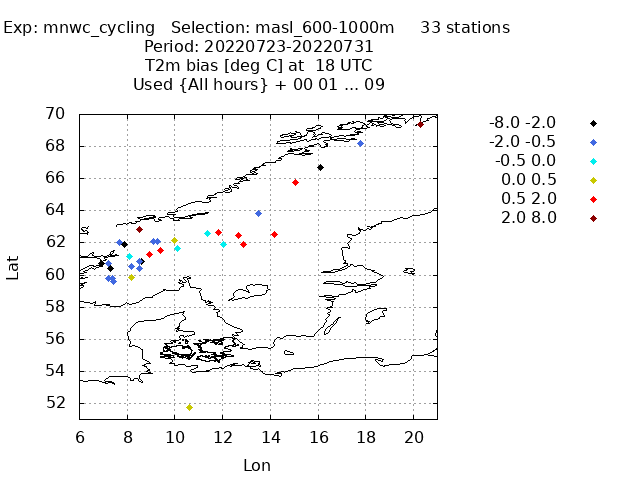 Exp: mnwc_cycling   Selection: masl_600-1000m     33 stations
Period: 20220723-20220731
T2m bias [deg C] at  18 UTC
Used {All hours} + 00 01 ... 09
-8.0 -2.0
-2.0 -0.5
-0.5 0.0
0.0 0.5
0.5 2.0
2.0 8.0
70
68
66
64
62
60
58
56
54
52
Lat
6 8 10 12 14 16 18 20
Lon